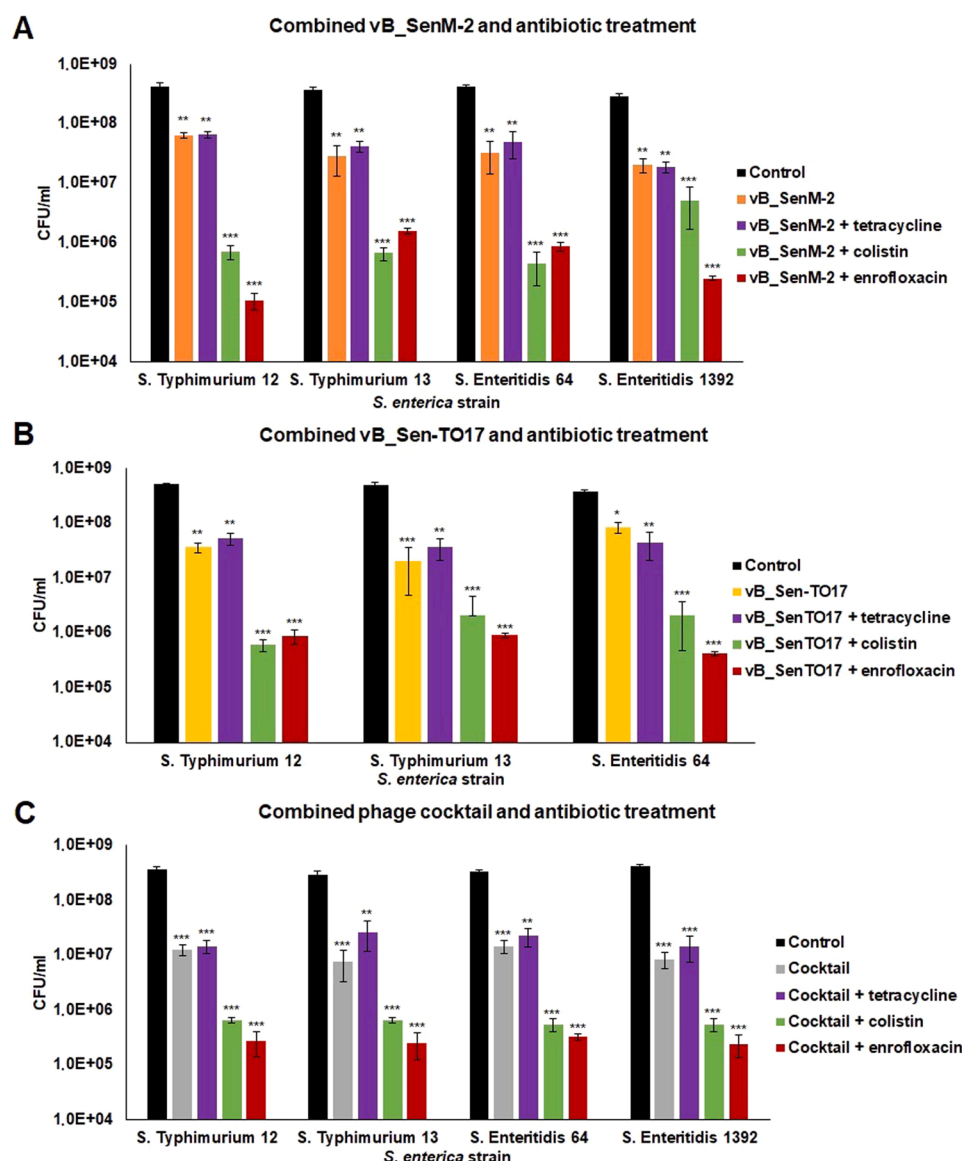 A
Combined vB_SenM-2 and antibiotic treatment
1.0E+09
1.0E+08
1.0E+07
1.0E+06
1.0E+05
1.0E+04
CFU/ml
** ** *** ***
** ** *** ***
** ** *** ***
** ** *** ***
Control
vB_SenM-2
vB_SenM-2 + tetracycline
vB_SenM-2 + colistin
vB_SenM-2 + enrofloxacin
S. Typhimurium 12 S. Typhimurium 13 S. Enteritidis 64 S. Enteritidis 1392
S. enterica strain
B
Combined vB_Sen-TO17 and antibiotic treatment
1.0E+09
1.0E+08
1.0E+07
1.0E+06
1.0E+05
1.0E+04
CFU/ml
** ** *** ***
*** ** *** ***
* ** *** ***
Control
vB_Sen-TO17
vB_SenTO17 + tetracycline
vB_SenTO17 + colistin
vB_SenTO17 + enrofloxacin
S. Typhimurium 12 S. Typhimurium 13 S. Enteritidis 64
S. enterica strain
C
Combined phage cocktail and antibiotic treatment
1.0E+09
1.0E+08
1.0E+07
1.0E+06
1.0E+05
1.0E+04
CFU/ml
*** *** *** ***
*** ** *** ***
*** ** *** ***
*** *** *** ***
Control
Cocktail
Cocktail + tetracycline
Cocktail + colistin
Cocktail + enrofloxacin
S. Typhimurium 12 S. Typhimurium 13 S. Enteritidis 64 S. Enteritidis 1392
S. enterica strain